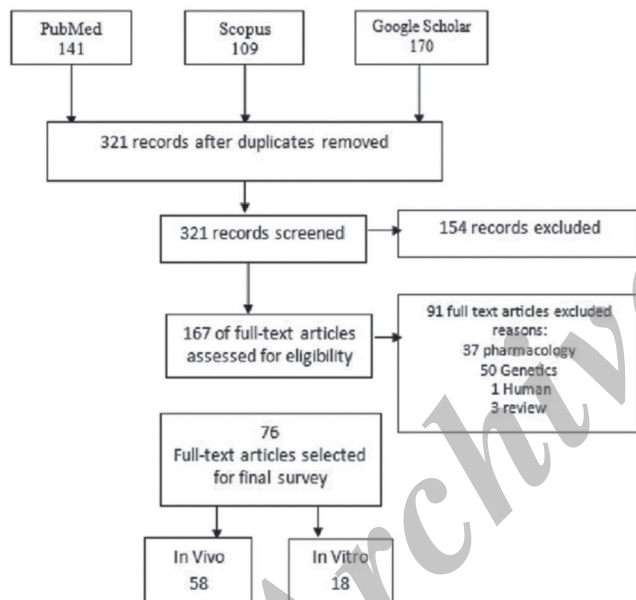 PubMed
141
Scopus
109
Google Scholar
170
321 records after duplicates removed
321 records screened
154 records excluded
167 of full-text articles
assessed for eligibility
91 full text articles excluded
reasons:
37 pharmacology
50 Genetics
1 Human
3 review
76
Full-text articles selected
for final survey
In Vivo
58
In Vitro
18
Archiv